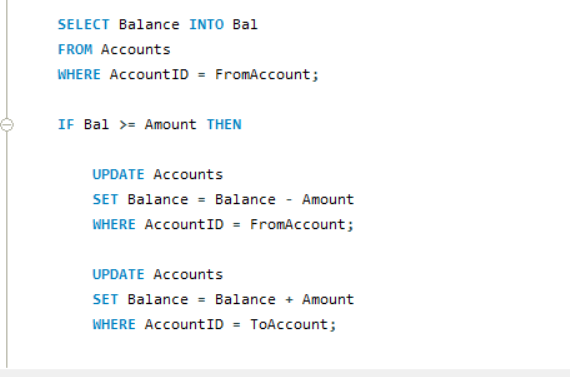 SELECT Balance INTO Bal
FROM Accounts
WHERE AccountID = FromAccount;
IF Bal >= Amount THEN
UPDATE Accounts
SET Balance = Balance - Amount
WHERE AccountID = FromAccount;
UPDATE Accounts
SET Balance = Balance + Amount
WHERE AccountID = ToAccount;